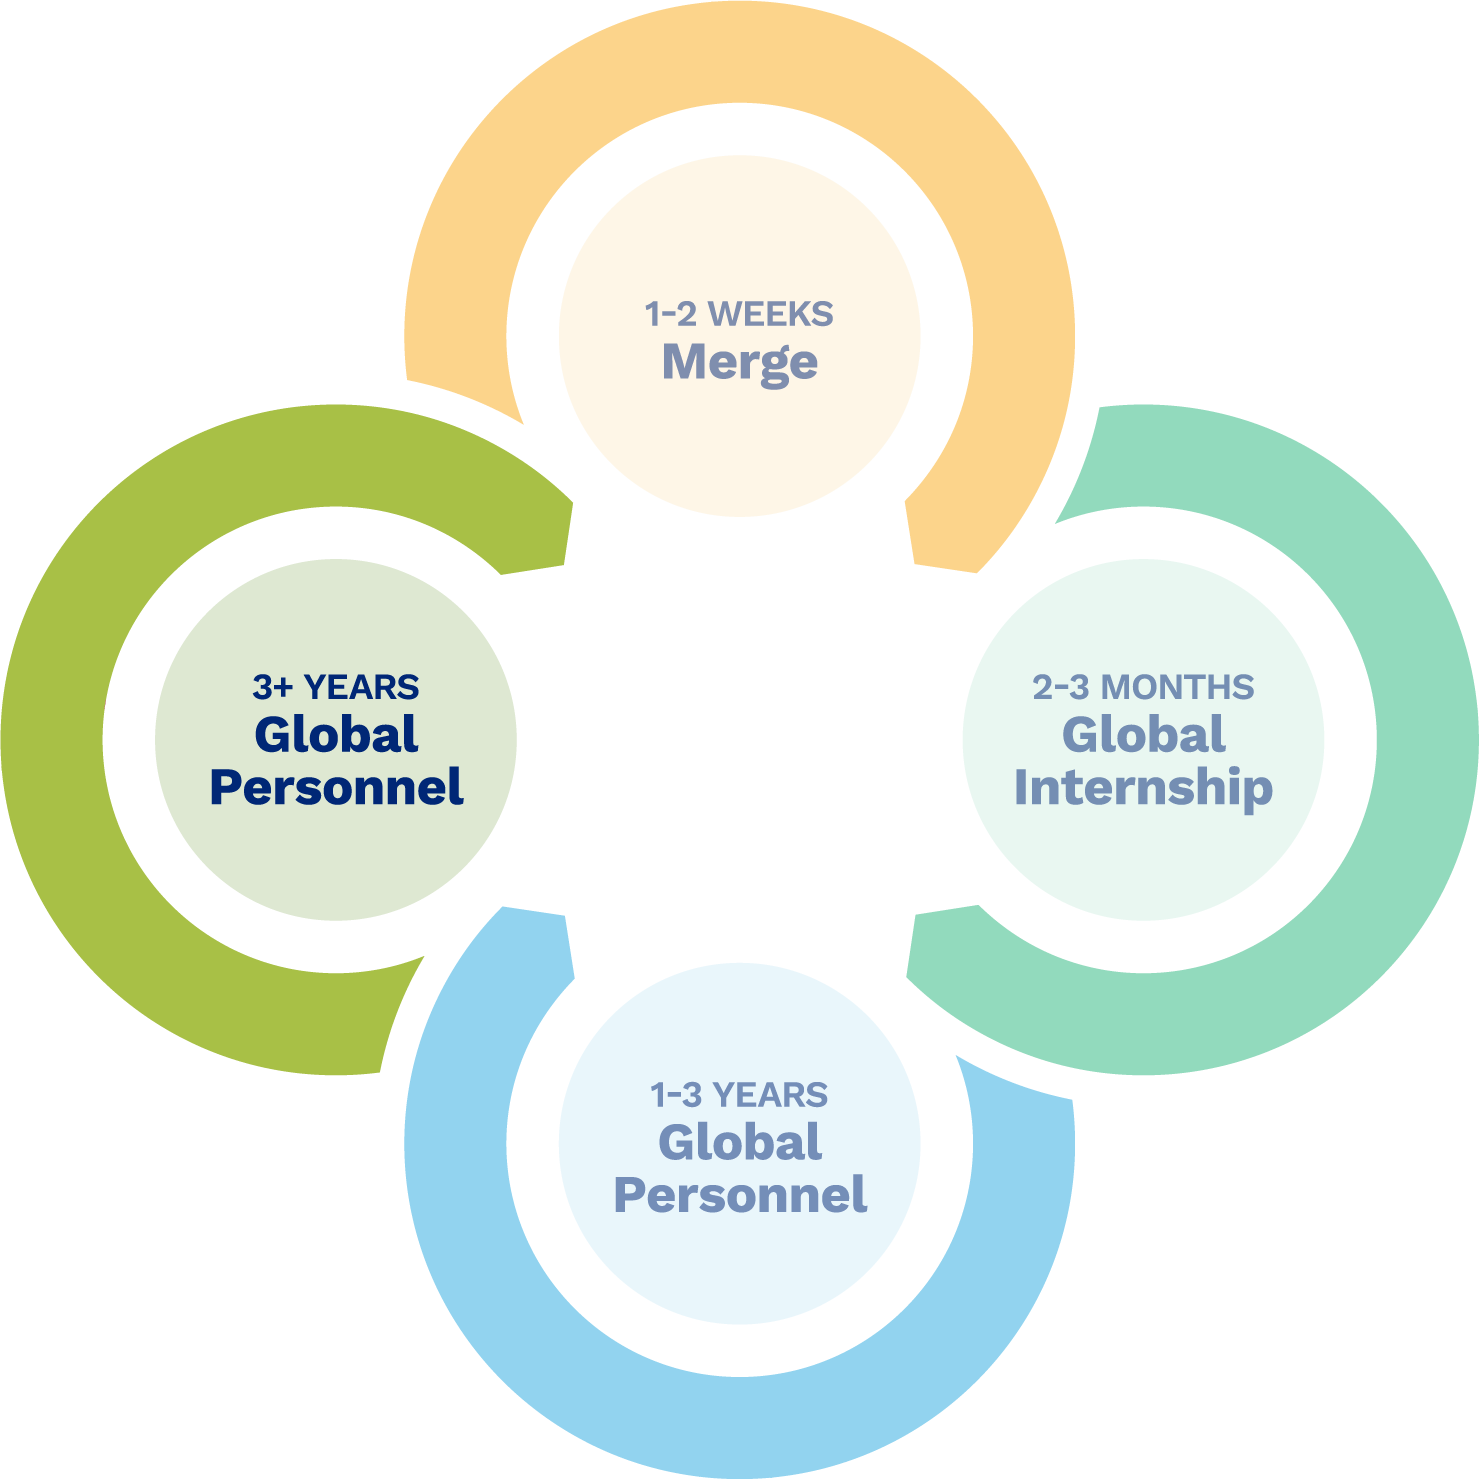 1-2 WEEKS
Merge
2-3 MONTHS
Global
Internship
1-3 YEARS
Global
Personnel
3+ YEARS
Global
Personnel